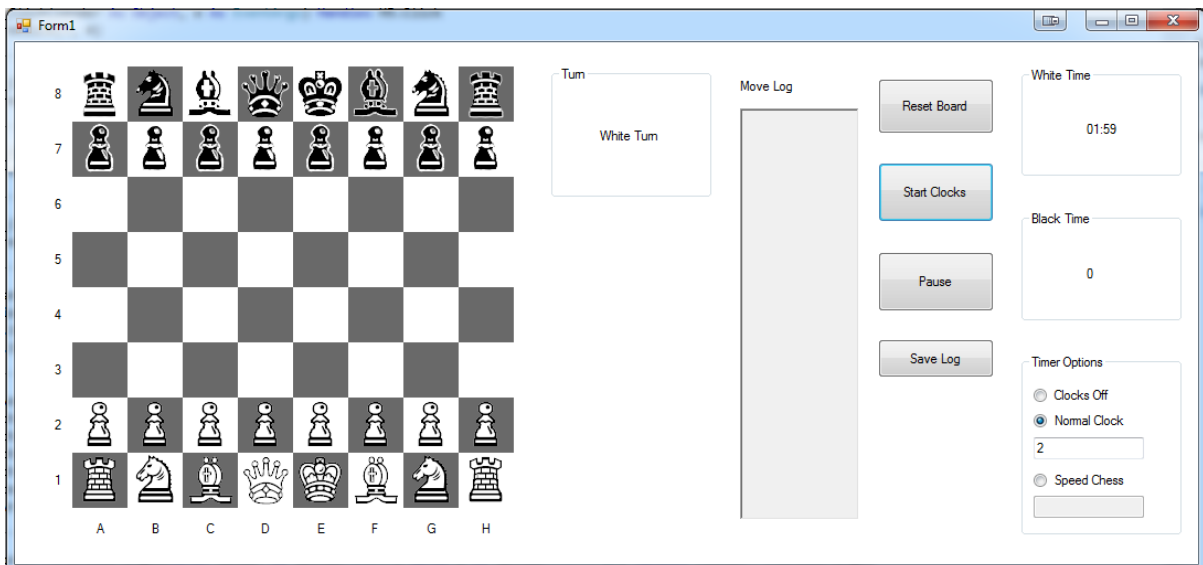 Form1
8
7
6
5
4
3
2
1
A B C D E F G H
Turn
White Turn
Move Log
Reset Board
Start Clocks
Pause
Save Log
White Time
01:59
Black Time
0
Timer Options
Clocks Off
Normal Clock
2
Speed Chess